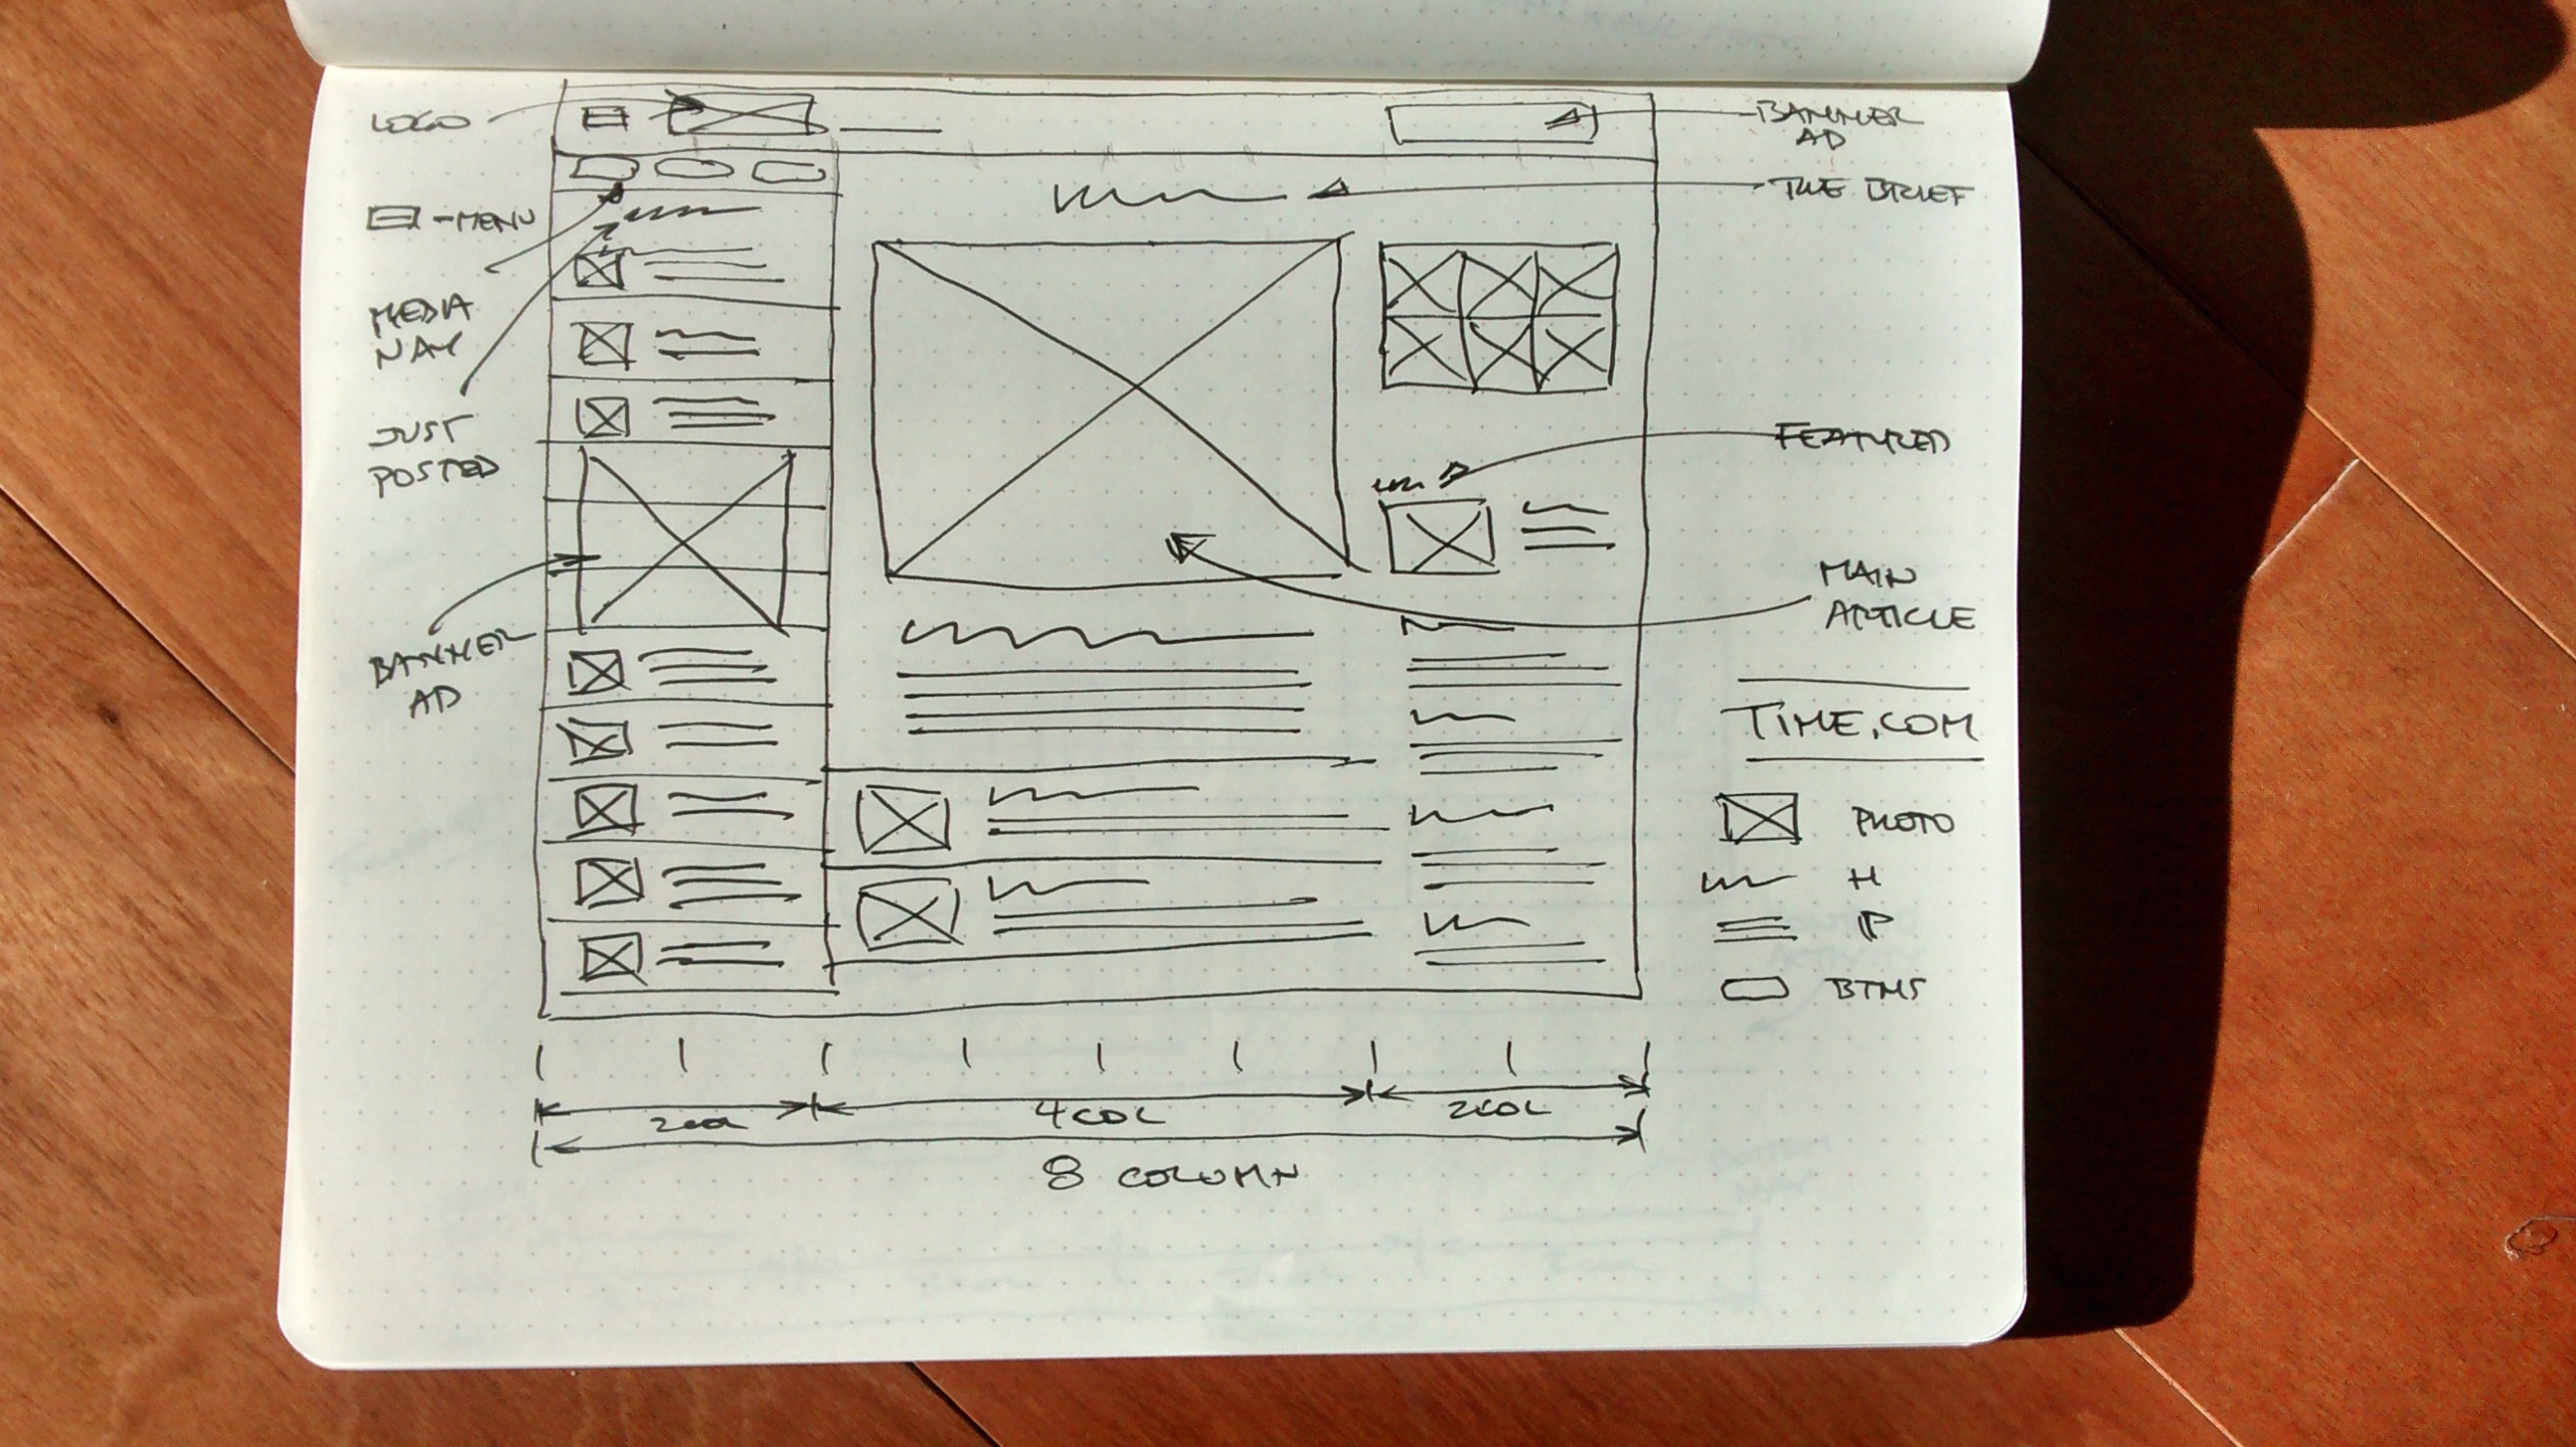 LOGO
BANNER
AD
THE BRIEF
-MENU
MEDIA
NAV
JUST
POSTED
FEATURED
MAIN
ARTICLE
BANNER
AD
TIME.COM
PHOTO
H
P
BTNS
2COL
4COL
2COL
8 COLUMN